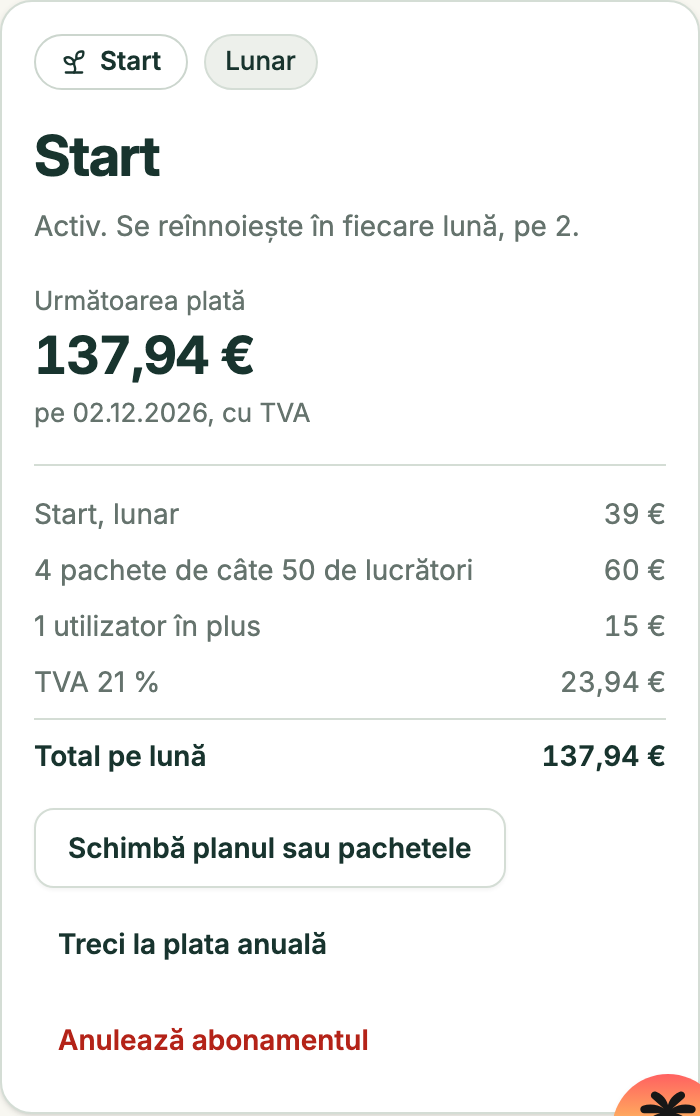 Start
Lunar
Start
Activ. Se reînnoiește în fiecare lună, pe 2.
Următoarea plată
137,94 €
pe 02.12.2026, cu TVA
Start, lunar 39 €
4 pachete de câte 50 de lucrători 60 €
1 utilizator în plus 15 €
TVA 21 % 23,94 €
Total pe lună 137,94 €
Schimbă planul sau pachetele
Treci la plata anuală
Anulează abonamentul